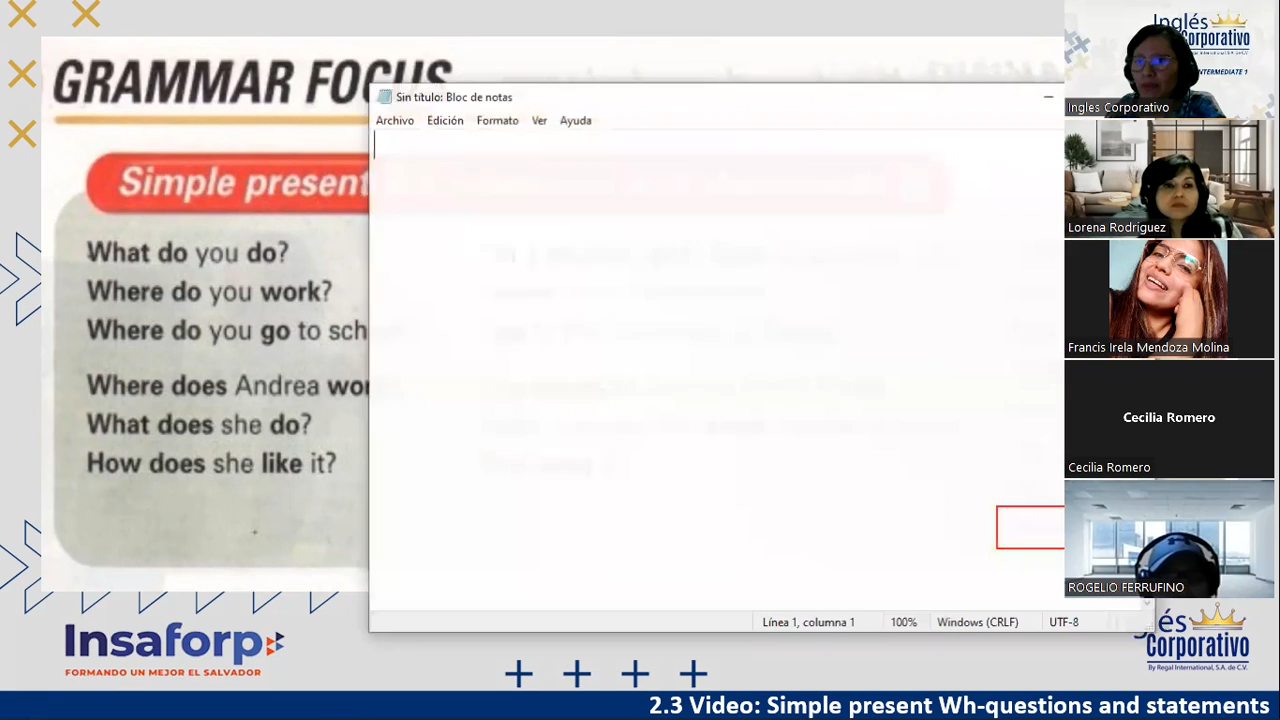 GRAMMAR FOCUS
Simple present
What do you do?
Where do you work?
Where do you go to sch
Where does Andrea wor
What does she do?
How does she like it?
Sin título: Bloc de notas
Archivo Edición Formato Ver Ayuda
Línea 1, columna 1 100% Windows (CRLF) UTF-8
Inglés
Corporativo
INTERMEDIATE 1
Ingles Corporativo
Lorena Rodriguez
Francis Irela Mendoza Molina
Cecilia Romero
Cecilia Romero
ROGELIO FERRUFINO
Insaforp
FORMANDO UN MEJOR EL SALVADOR
és
Corporativo
By Regal International, S.A. de C.V.
2.3 Video: Simple present Wh-questions and statements